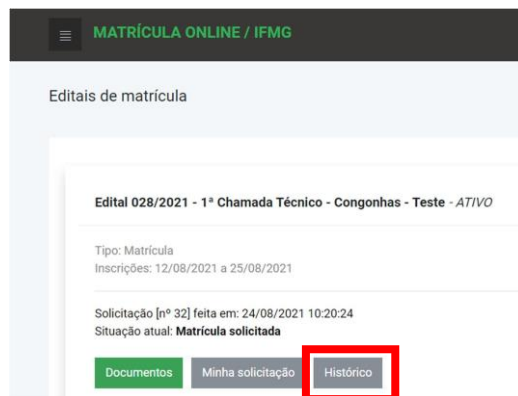 MATRÍCULA ONLINE / IFMG
Editais de matrícula
Edital 028/2021 - 1ª Chamada Técnico - Congonhas - Teste - ATIVO
Tipo: Matrícula
Inscrições: 12/08/2021 a 25/08/2021
Solicitação [nº 32] feita em: 24/08/2021 10:20:24
Situação atual: Matrícula solicitada
Documentos Minha solicitação Histórico